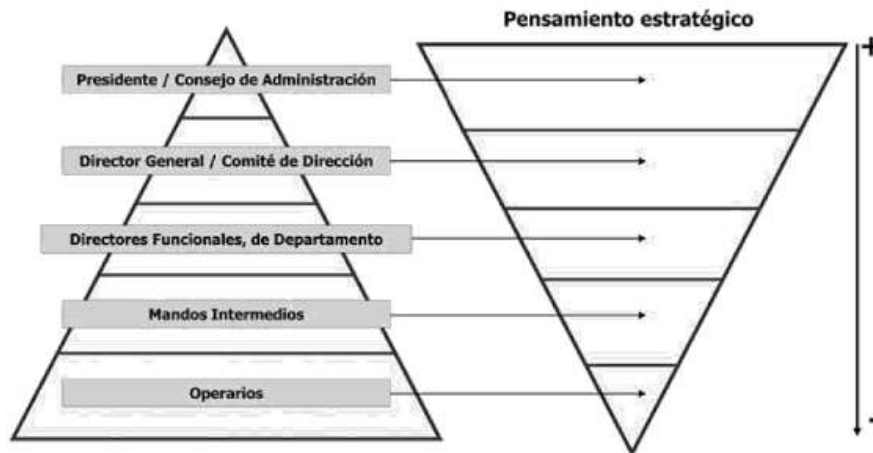 Pensamiento estratégico
+
Presidente / Consejo de Administración
Director General / Comité de Dirección
Directores Funcionales, de Departamento
Mandos Intermedios
Operarios
-